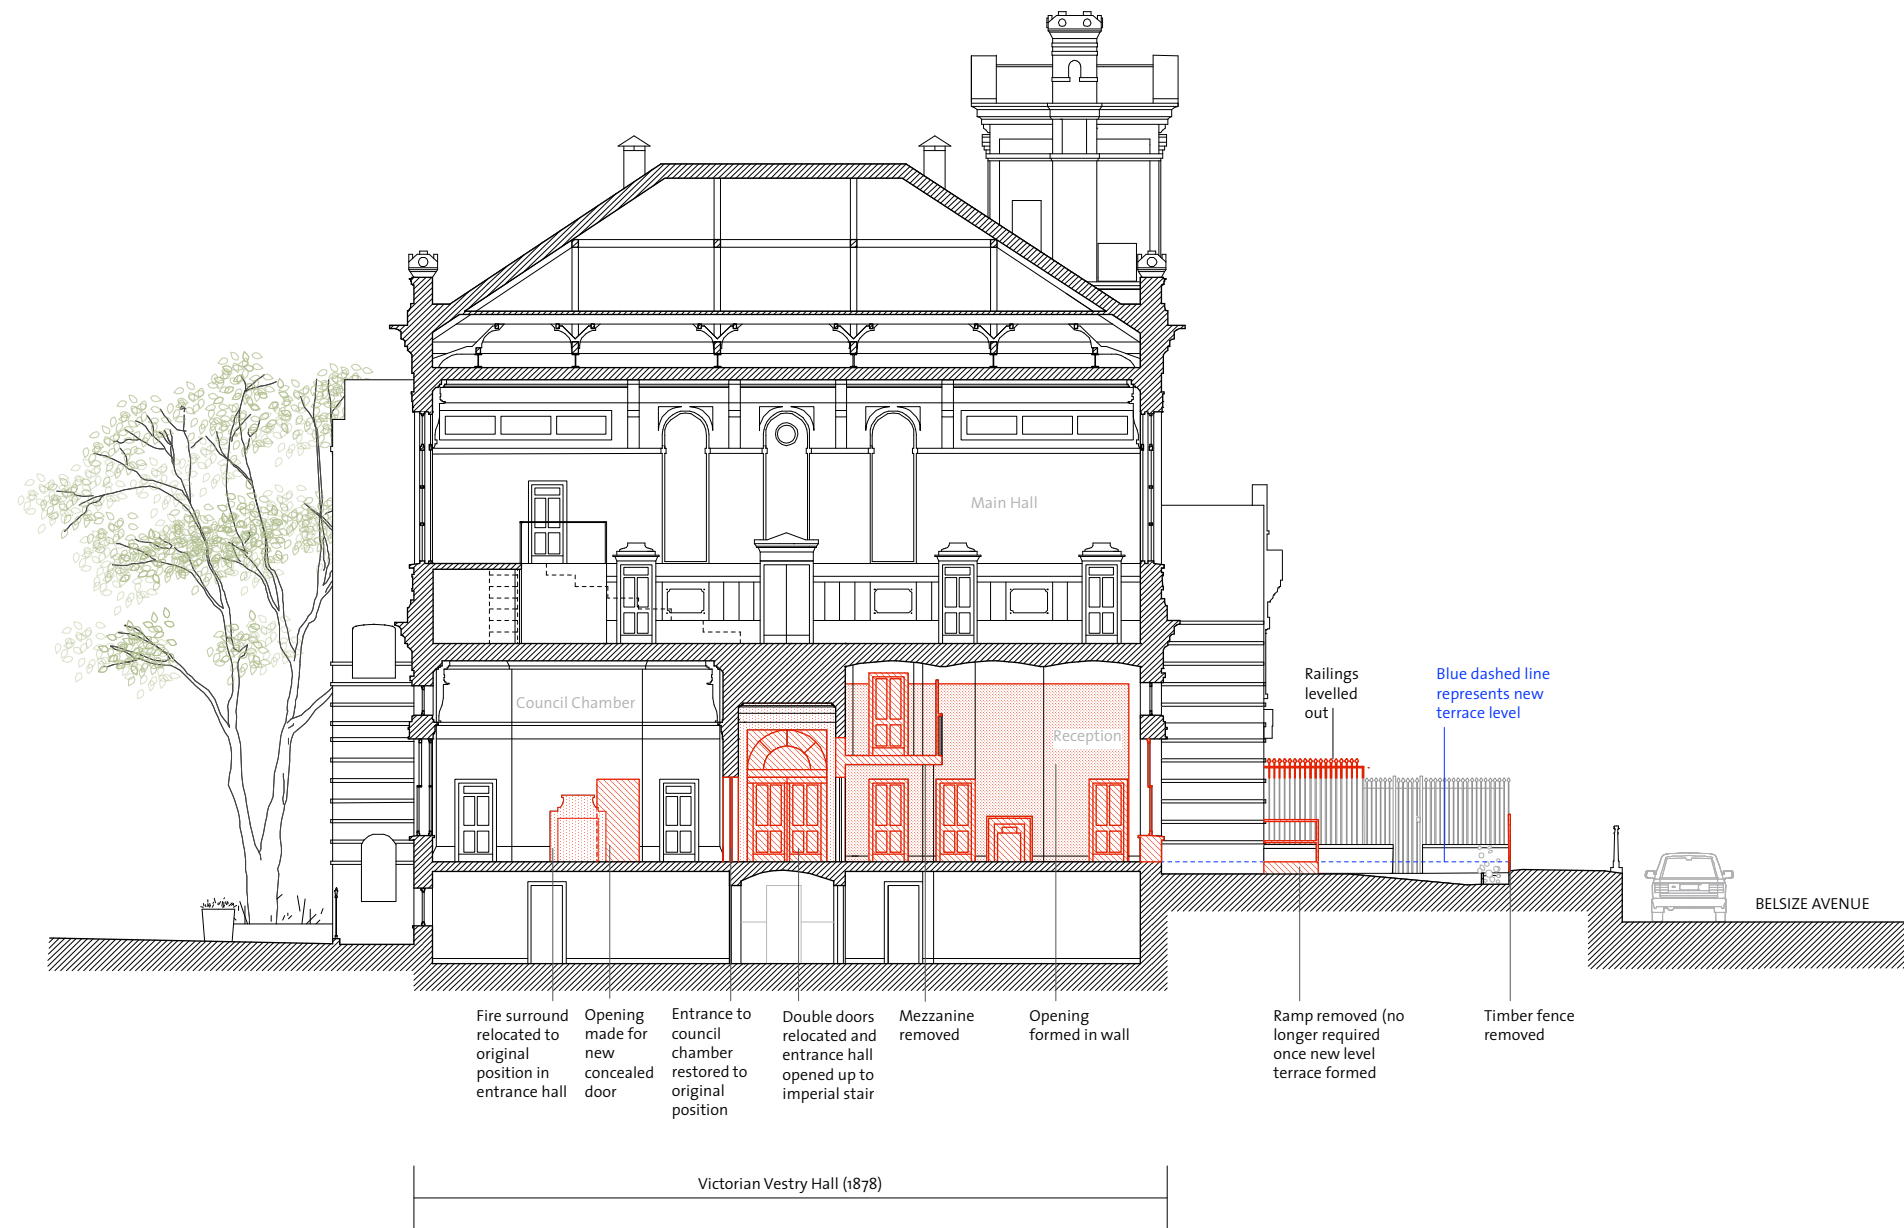 Main Hall
Council Chamber
Reception
Railings
levelled
out
Blue dashed line
represents new
terrace level
BELSIZE AVENUE
Fire surround
relocated to
original
position in
entrance hall
Opening
made for
new
concealed
door
Entrance to
council
chamber
restored to
original
position
Double doors
relocated and
entrance hall
opened up to
imperial stair
Mezzanine
removed
Opening
formed in wall
Ramp removed (no
longer required
once new level
terrace formed
Timber fence
removed
Victorian Vestry Hall (1878)